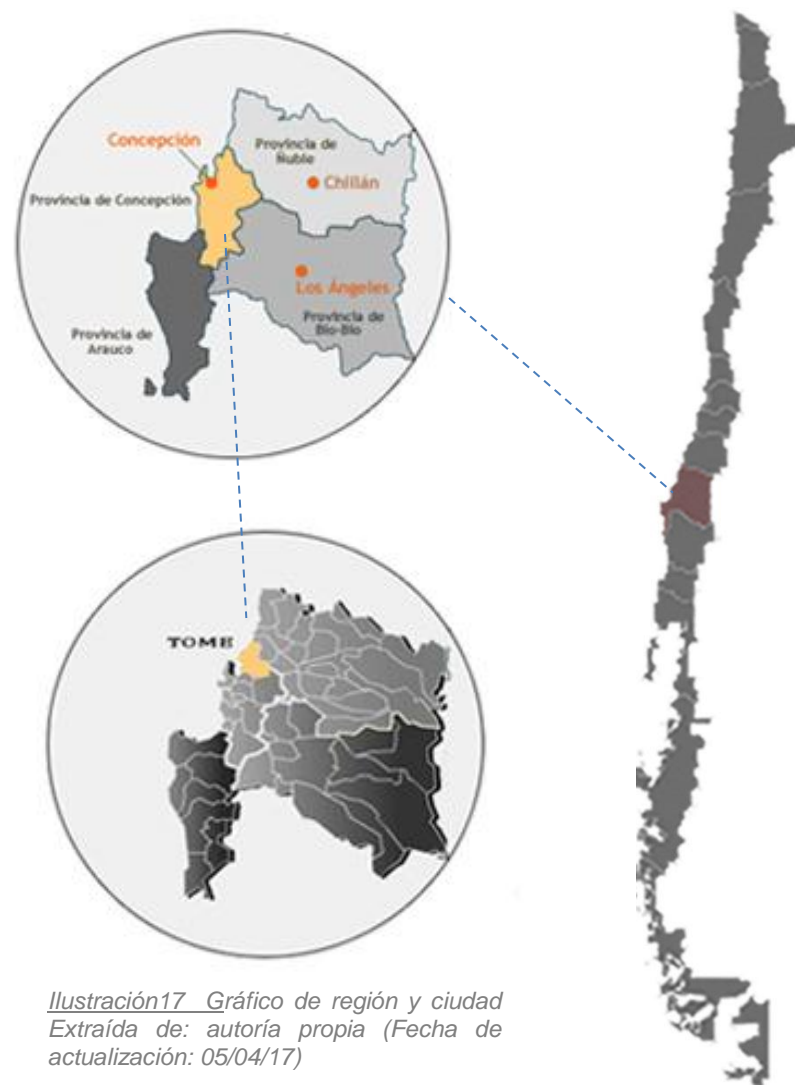 Concepción
Provincia de
Ñuble
Chillán
Provincia de Concepción
Los Ángeles
Provincia de
Bío-Bío
Provincia de
Arauco
TOME
Ilustración17 Gráfico de región y ciudad
Extraída de: autoría propia (Fecha de
actualización: 05/04/17)